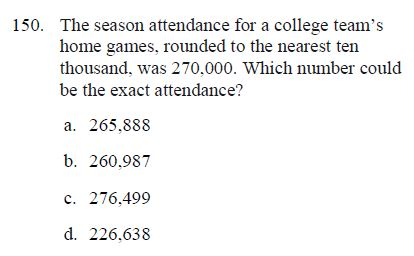 150. The season attendance for a college team's
home games, rounded to the nearest ten
thousand, was 270,000. Which number could
be the exact attendance?
a. 265,888
b. 260,987
c. 276,499
d. 226,638